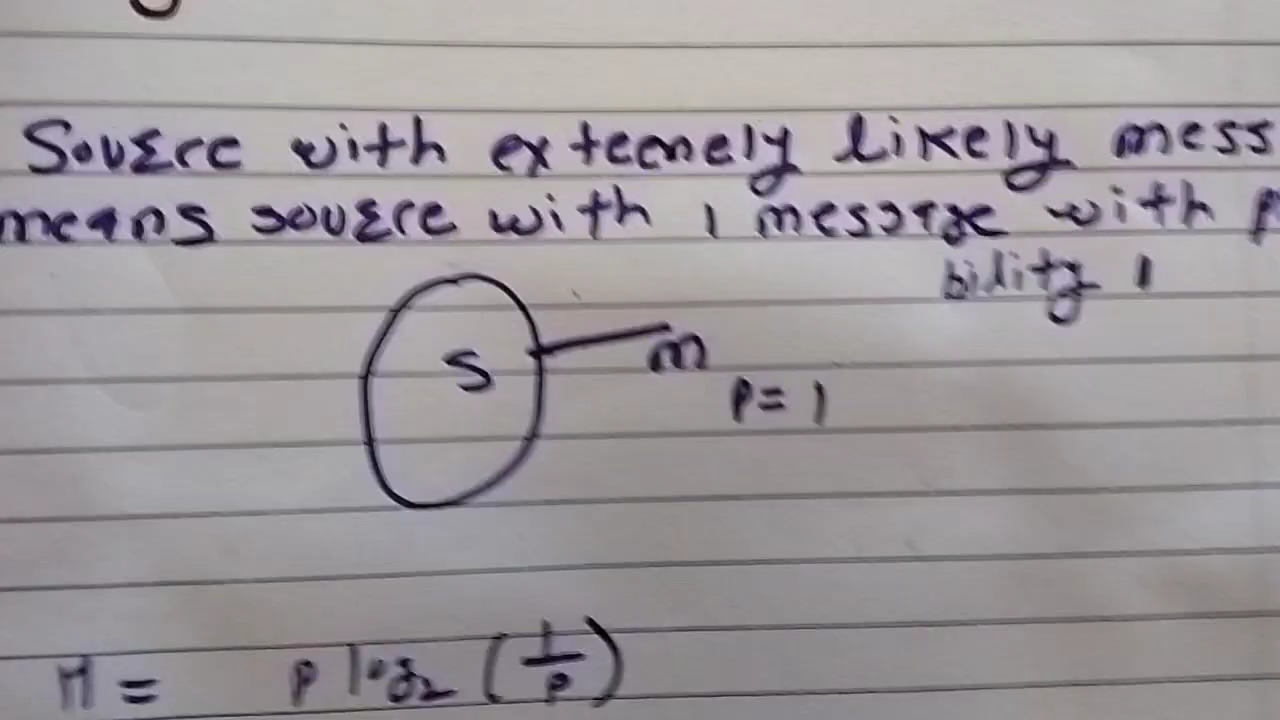 Source with extremely likely mess
means source with 1 message with p
bility 1
S
m
P = 1
H = P log₂ (1/P)